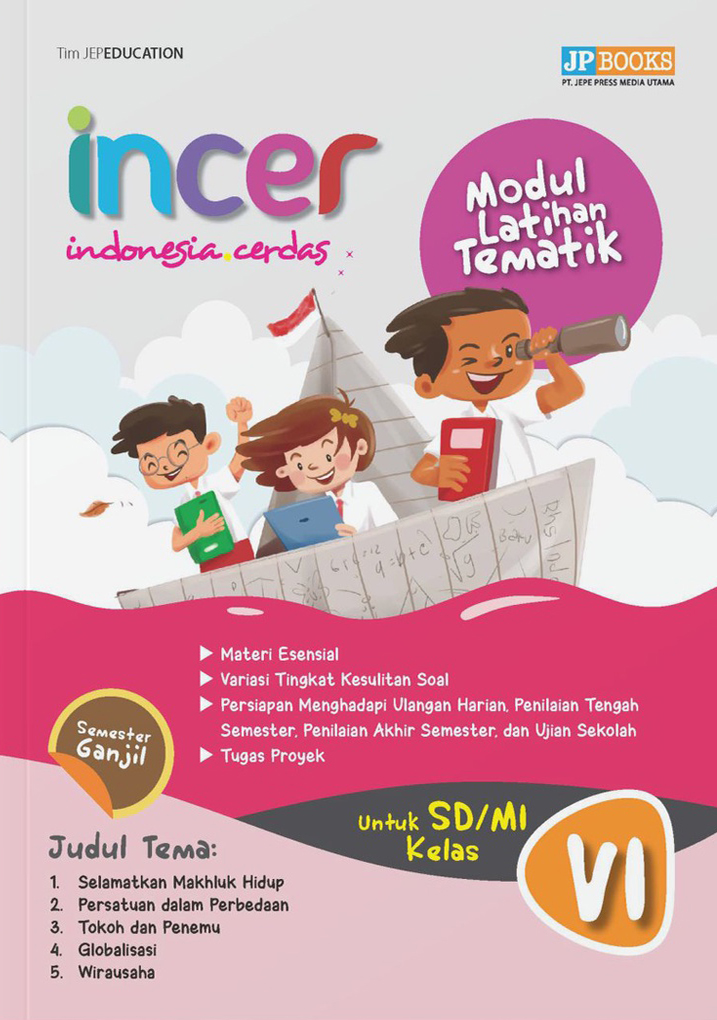 Tim JEPEDUCATION
JP BOOKS
PT. JEPE PRESS MEDIA UTAMA
incer
indonesia.cerdas
Modul
Latihan
Tematik
▶ Materi Esensial
▶ Variasi Tingkat Kesulitan Soal
▶ Persiapan Menghadapi Ulangan Harian, Penilaian Tengah
Semester, Penilaian Akhir Semester, dan Ujian Sekolah
▶ Tugas Proyek
Semester
Ganjil
untuk SD/MI
Kelas
VI
Judul Tema:
1. Selamatkan Makhluk Hidup
2. Persatuan dalam Perbedaan
3. Tokoh dan Penemu
4. Globalisasi
5. Wirausaha